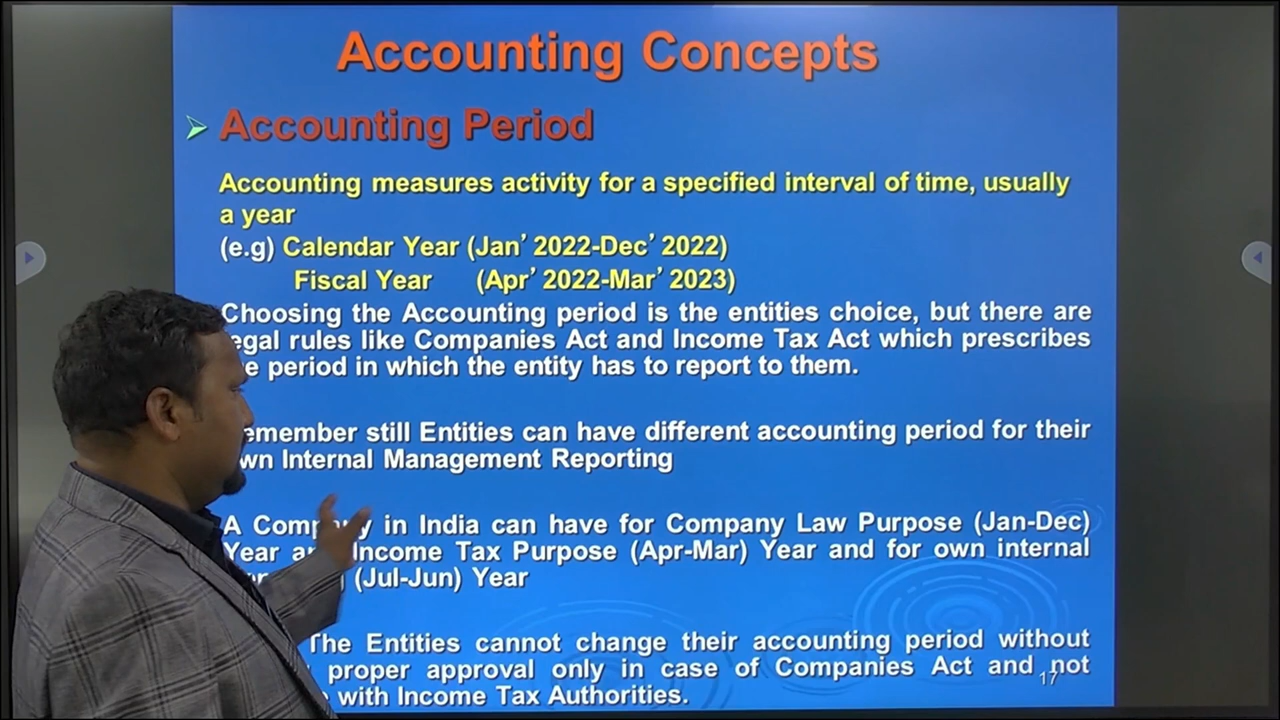 Accounting Concepts
Accounting Period
Accounting measures activity for a specified interval of time, usually
a year
(e.g) Calendar Year (Jan’ 2022-Dec’ 2022)
Fiscal Year (Apr’ 2022-Mar’ 2023)
Choosing the Accounting period is the entities choice, but there are
egal rules like Companies Act and Income Tax Act which prescribes
e period in which the entity has to report to them.
emember still Entities can have different accounting period for their
wn Internal Management Reporting
A Company in India can have for Company Law Purpose (Jan-Dec)
Year Income Tax Purpose (Apr-Mar) Year and for own internal
(Jul-Jun) Year
The Entities cannot change their accounting period without
proper approval only in case of Companies Act and not
with Income Tax Authorities.
17